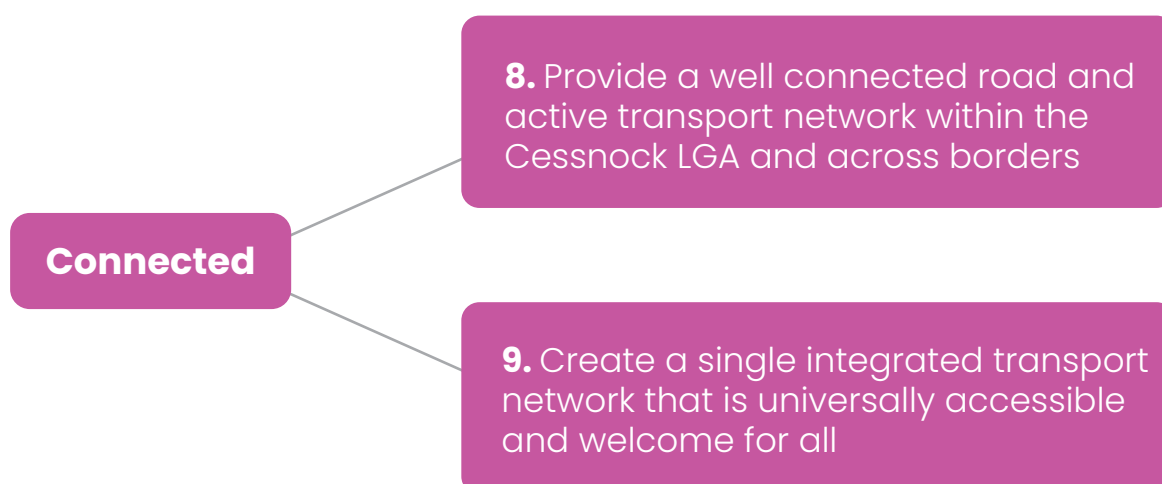 8. Provide a well connected road and
active transport network within the
Cessnock LGA and across borders
Connected
9. Create a single integrated transport
network that is universally accessible
and welcome for all